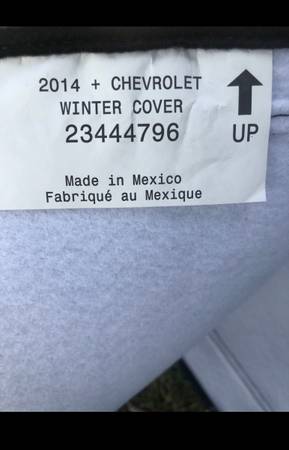 2014 + CHEVROLET
WINTER COVER
23444796
UP
Made in Mexico
Fabriqué au Mexique